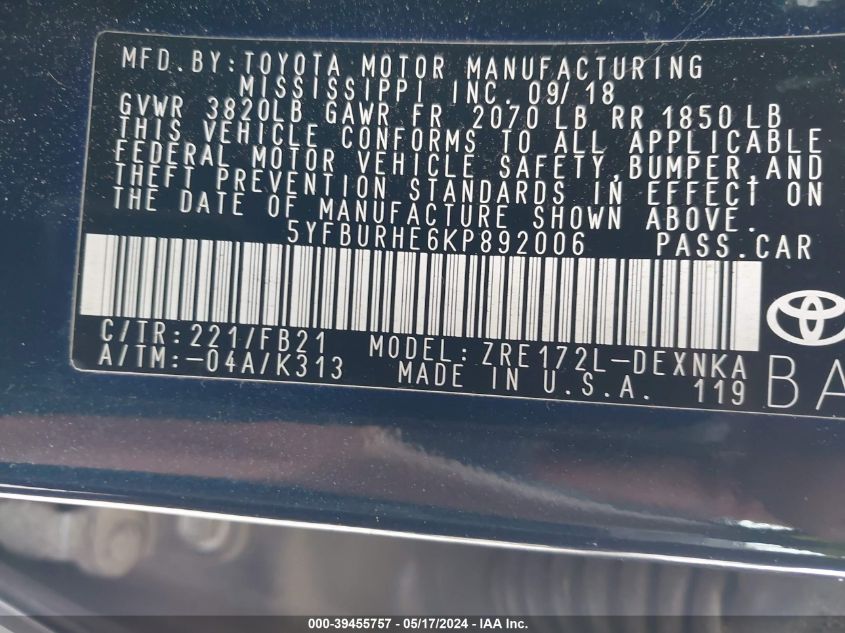 MFD.BY:TOYOTA MOTOR MANUFACTURING
MISSISSIPPI INC. 09/18
GVWR 3820LB GAWR FR 2070 LB RR 1850 LB
THIS VEHICLE CONFORMS TO ALL APPLICABLE
FEDERAL MOTOR VEHICLE SAFETY,BUMPER,AND
THEFT PREVENTION STANDARDS IN EFFECT ON
THE DATE OF MANUFACTURE SHOWN ABOVE.
5YFBURHE6KP892006 PASS.CAR
C/TR:221/FB21 MODEL:ZRE172L-DEXNKA
A/TM:-04A/K313 MADE IN U.S.A. 119
BA
000-39455757 - 05/17/2024 - IAA Inc.